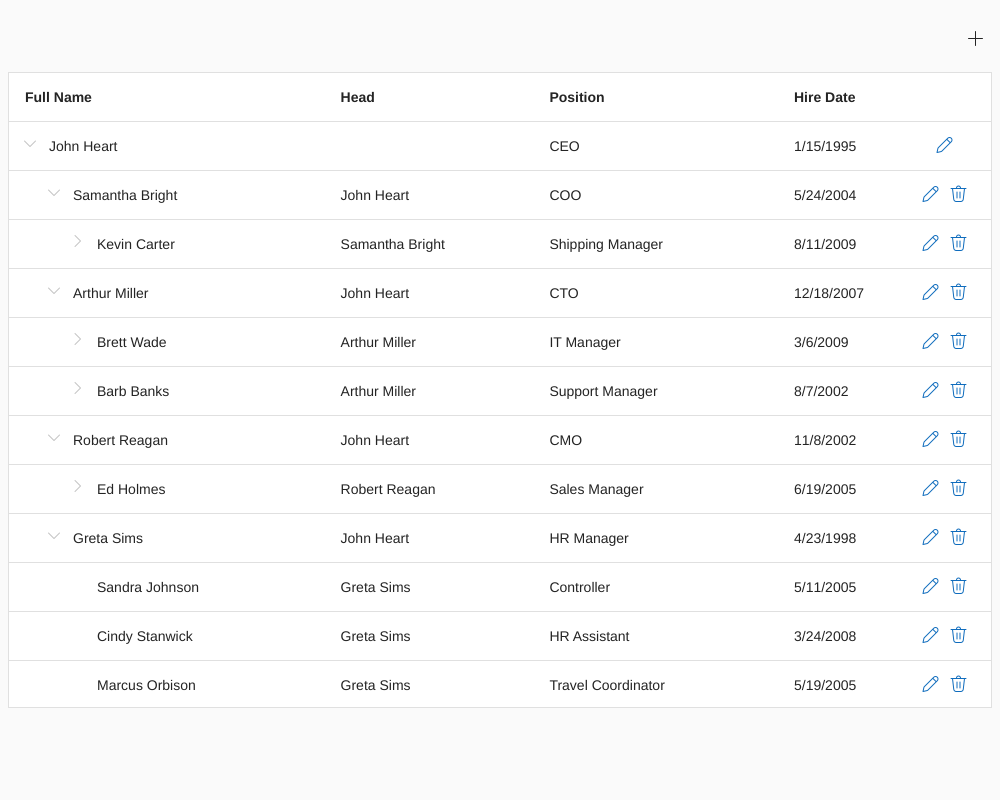 Full Name Head Position Hire Date
John Heart CEO 1/15/1995
Samantha Bright John Heart COO 5/24/2004
Kevin Carter Samantha Bright Shipping Manager 8/11/2009
Arthur Miller John Heart CTO 12/18/2007
Brett Wade Arthur Miller IT Manager 3/6/2009
Barb Banks Arthur Miller Support Manager 8/7/2002
Robert Reagan John Heart CMO 11/8/2002
Ed Holmes Robert Reagan Sales Manager 6/19/2005
Greta Sims John Heart HR Manager 4/23/1998
Sandra Johnson Greta Sims Controller 5/11/2005
Cindy Stanwick Greta Sims HR Assistant 3/24/2008
Marcus Orbison Greta Sims Travel Coordinator 5/19/2005